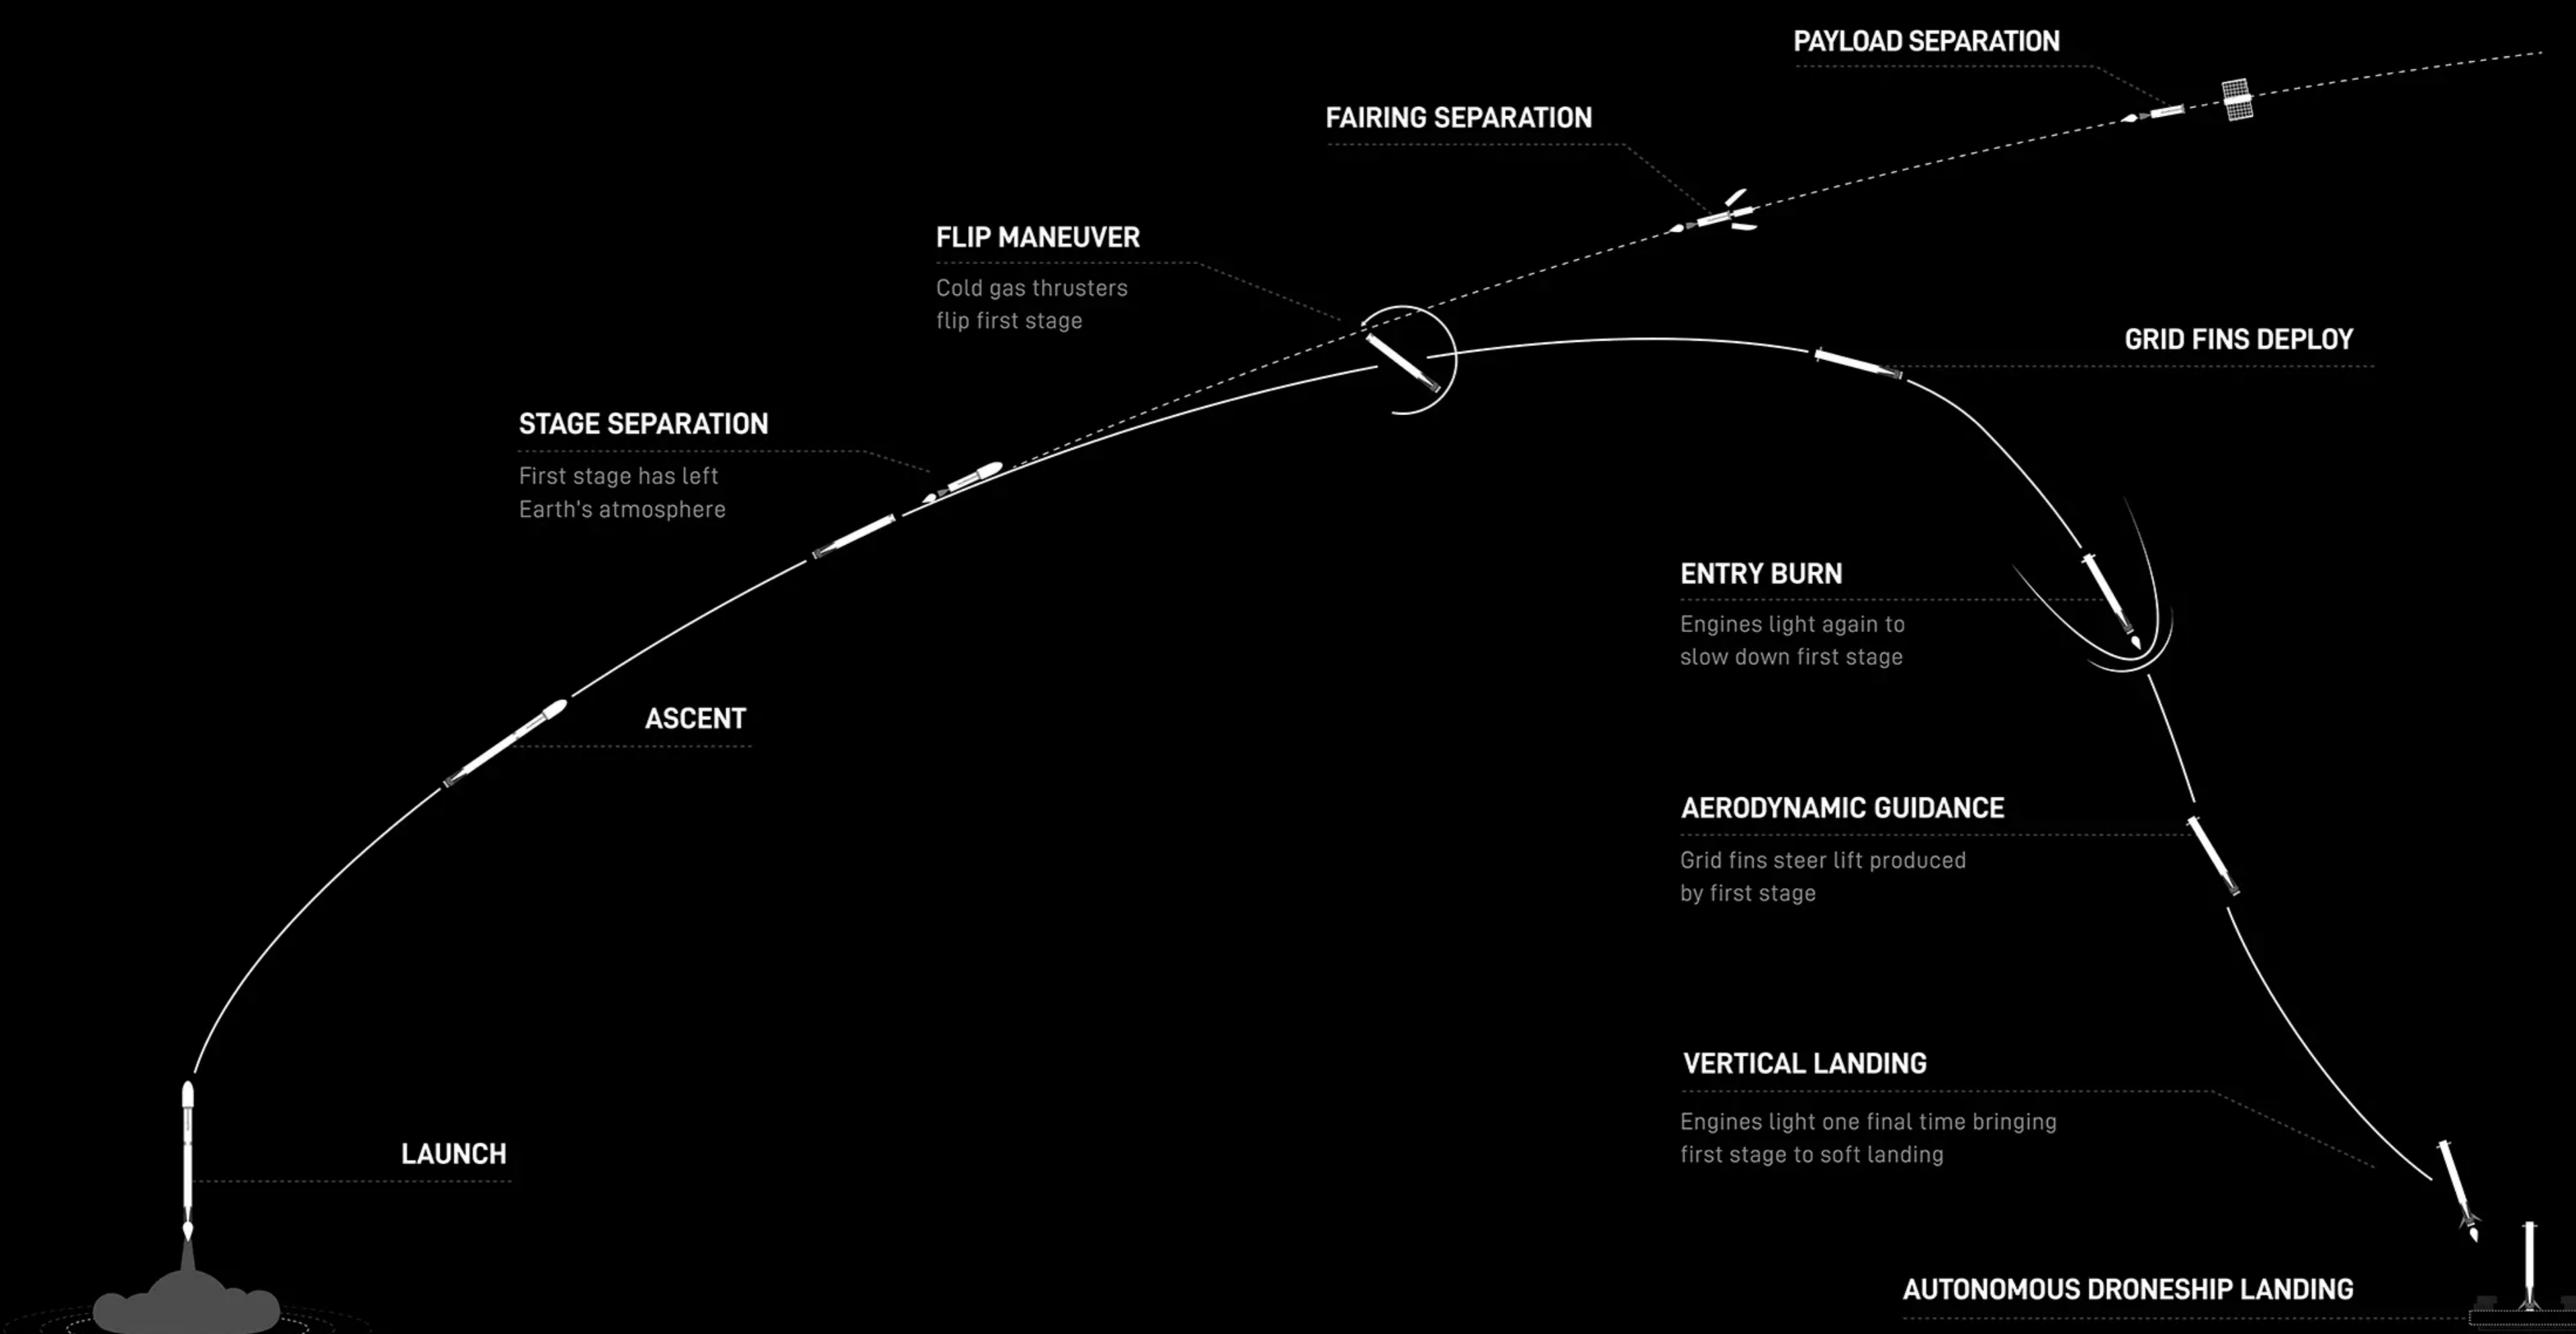 PAYLOAD SEPARATION
FAIRING SEPARATION
FLIP MANEUVER
Cold gas thrusters
flip first stage
GRID FINS DEPLOY
STAGE SEPARATION
First stage has left
Earth's atmosphere
ENTRY BURN
Engines light again to
slow down first stage
ASCENT
AERODYNAMIC GUIDANCE
Grid fins steer lift produced
by first stage
VERTICAL LANDING
Engines light one final time bringing
first stage to soft landing
LAUNCH
AUTONOMOUS DRONESHIP LANDING